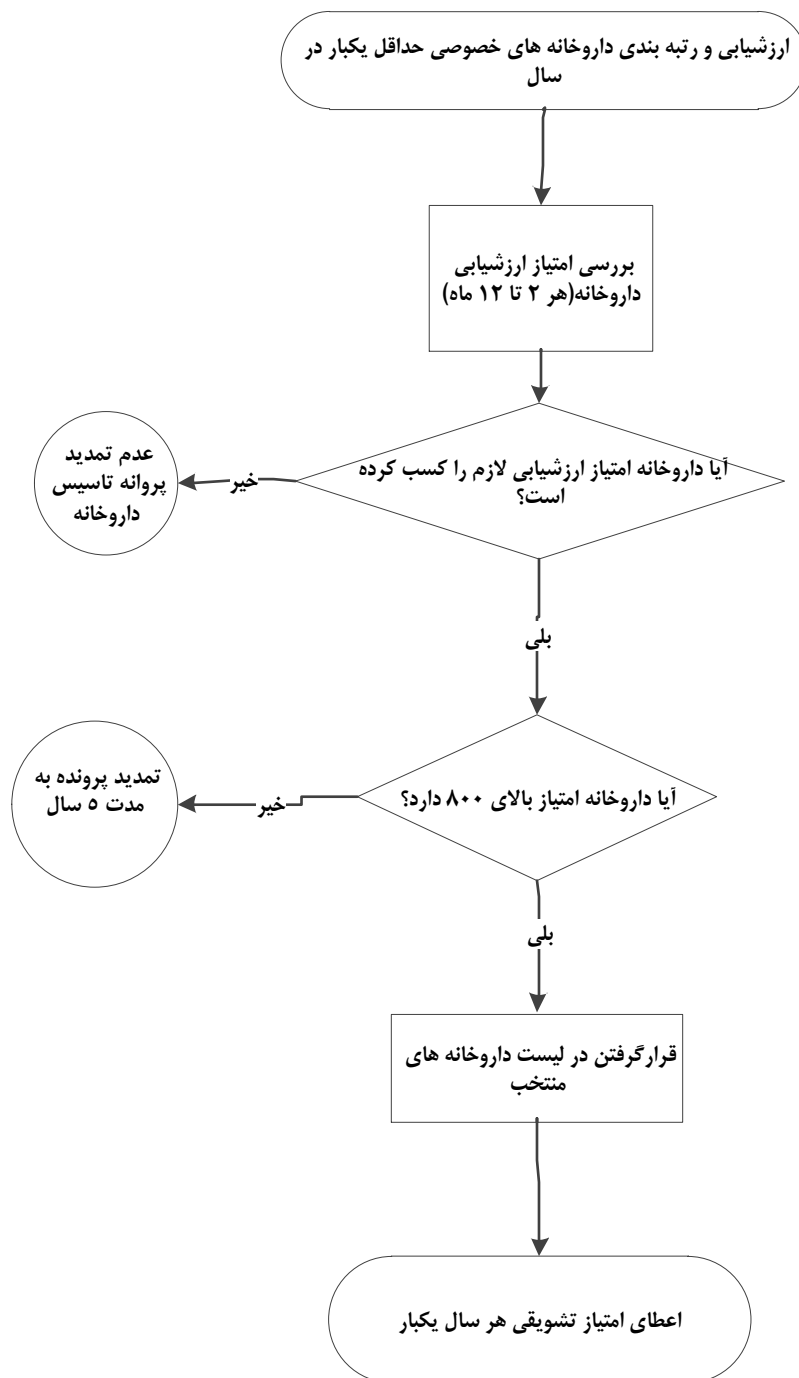 ارزشیابی و رتبه بندی داروخانه های خصوصی حداقل یکبار در
سال
بررسی امتیاز ارزشیابی
داروخانه(هر ۲ تا ۱۲ ماه)
آیا داروخانه امتیاز ارزشیابی لازم را کسب کرده
است؟
خیر
عدم تمدید
پروانه تاسیس
داروخانه
بلی
آیا داروخانه امتیاز بالای ۸۰۰ دارد؟
خیر
تمدید پرونده به
مدت ۵ سال
بلی
قرارگرفتن در لیست داروخانه های
منتخب
اعطای امتیاز تشویقی هر سال یکبار